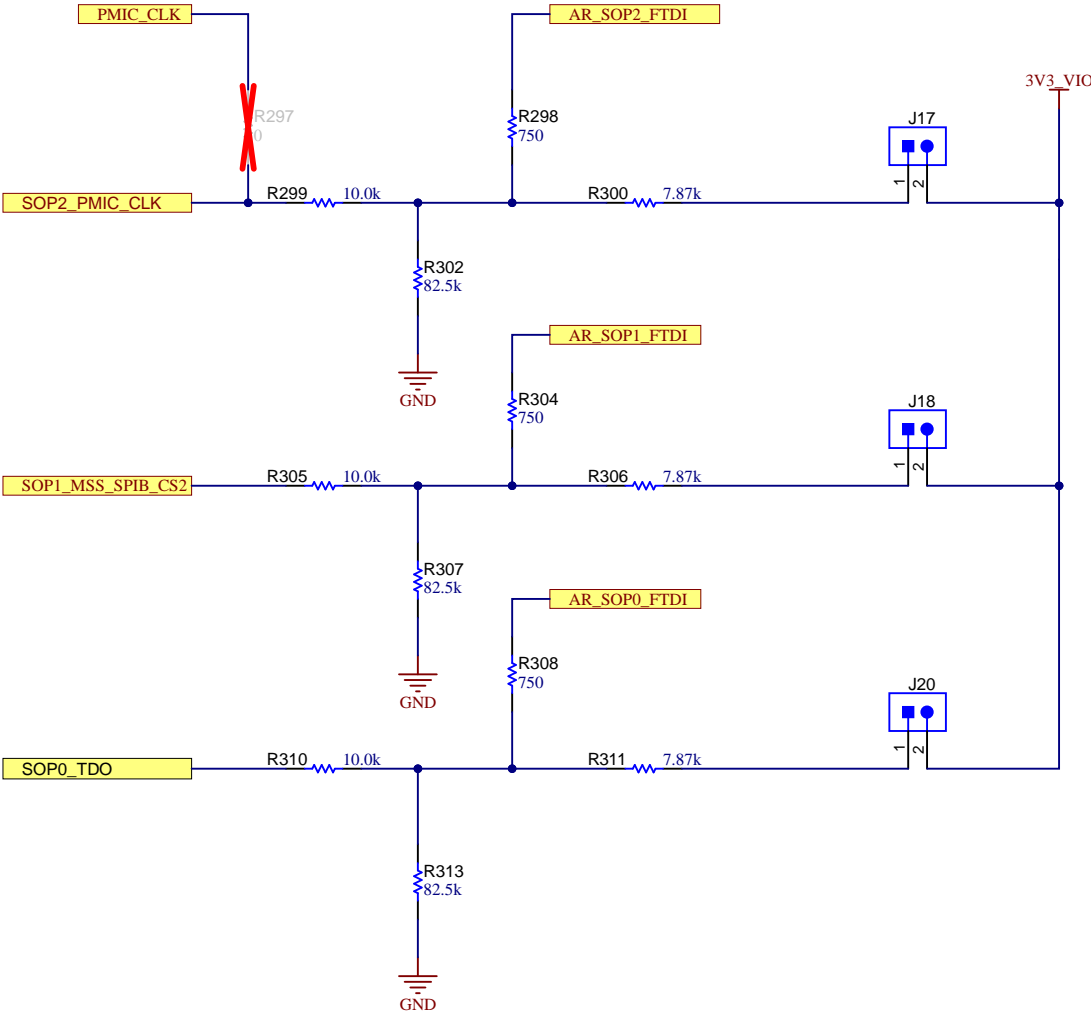 PMIC_CLK
AR_SOP2_FTDI
3V3_VIO
R297
0
R298
750
J17
1
2
SOP2_PMIC_CLK
R299
10.0k
R300
7.87k
R302
82.5k
GND
AR_SOP1_FTDI
R304
750
J18
1
2
SOP1_MSS_SPIB_CS2
R305
10.0k
R306
7.87k
R307
82.5k
GND
AR_SOP0_FTDI
R308
750
J20
1
2
SOP0_TDO
R310
10.0k
R311
7.87k
R313
82.5k
GND